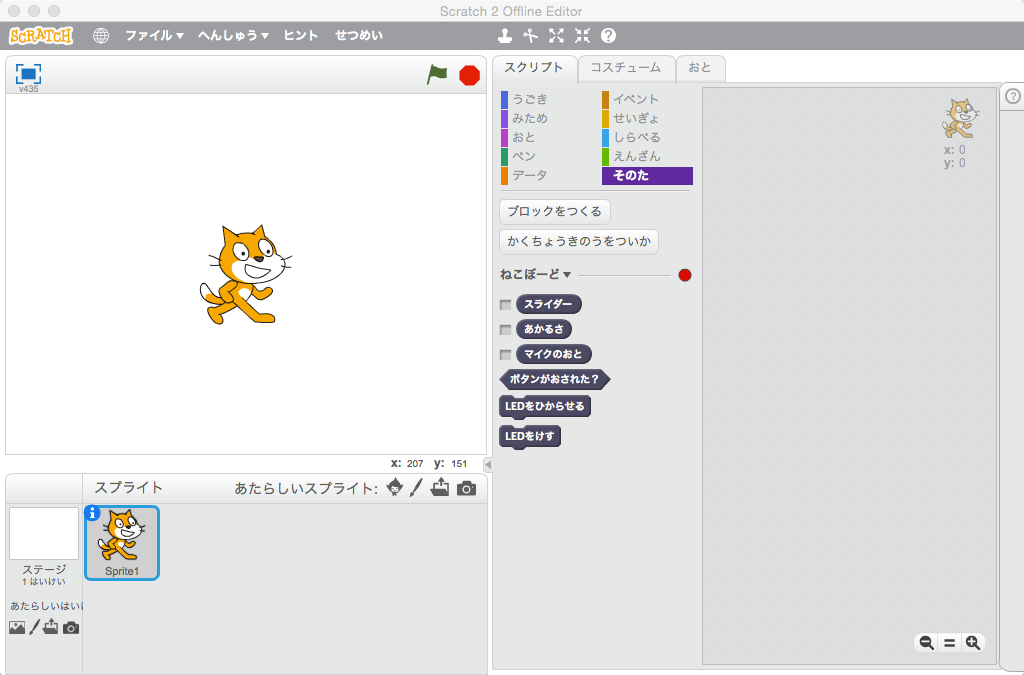 Scratch 2 Offline Editor
SCRATCH ファイル▼ へんしゅう▼ ヒント せつめい ?
v435
スクリプト コスチューム おと
うごき イベント
みため せいぎょ
おと しらべる
ペン えんざん
データ そのた
x: 0
y: 0
?
ブロックをつくる
かくちょうきのうをついか
ねこぼーど▼
スライダー
あかるさ
マイクのおと
ボタンがおされた？
LEDをひからせる
LEDをけす
x: 207 y: 151
スプライト あたらしいスプライト:
i
Sprite1
ステージ
1 はいけい
あたらしいはい